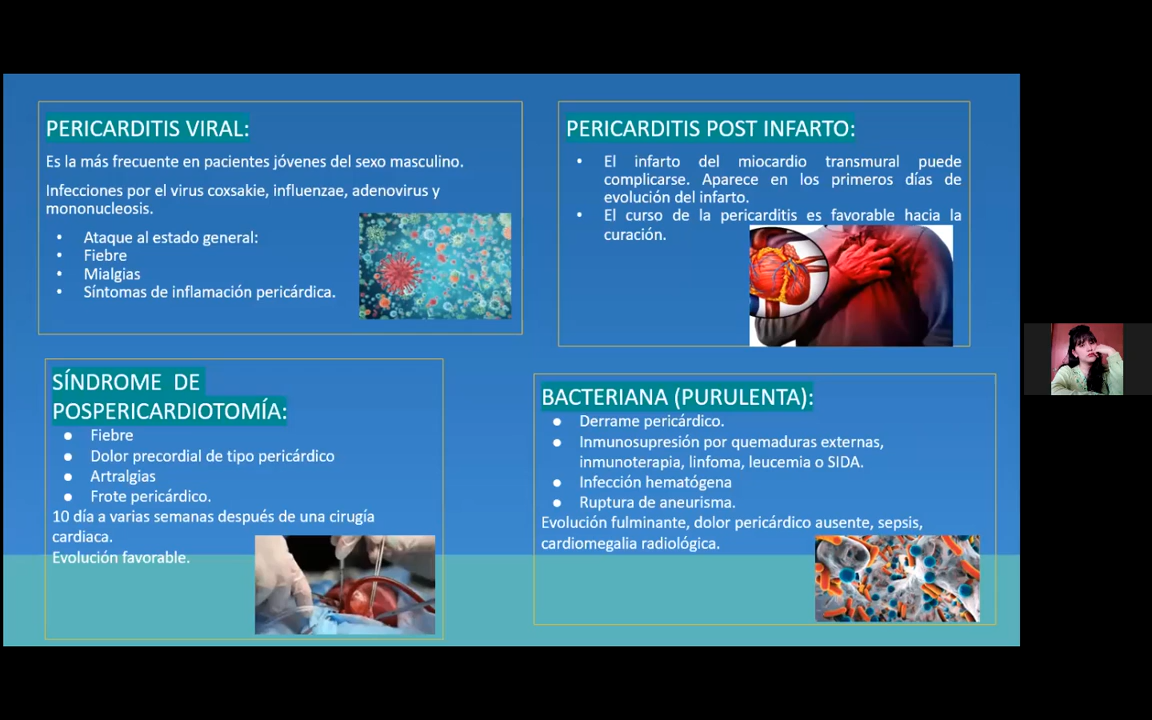 PERICARDITIS VIRAL:
Es la más frecuente en pacientes jóvenes del sexo masculino.
Infecciones por el virus coxsakie, influenzae, adenovirus y
mononucleosis.
• Ataque al estado general:
• Fiebre
• Mialgias
• Síntomas de inflamación pericárdica.
PERICARDITIS POST INFARTO:
• El infarto del miocardio transmural puede
complicarse. Aparece en los primeros días de
evolución del infarto.
• El curso de la pericarditis es favorable hacia la
curación.
SÍNDROME DE
POSPERICARDIOTOMÍA:
● Fiebre
● Dolor precordial de tipo pericárdico
● Artralgias
● Frote pericárdico.
10 día a varias semanas después de una cirugía
cardiaca.
Evolución favorable.
BACTERIANA (PURULENTA):
● Derrame pericárdico.
● Inmunosupresión por quemaduras externas,
inmunoterapia, linfoma, leucemia o SIDA.
● Infección hematógena
● Ruptura de aneurisma.
Evolución fulminante, dolor pericárdico ausente, sepsis,
cardiomegalia radiológica.